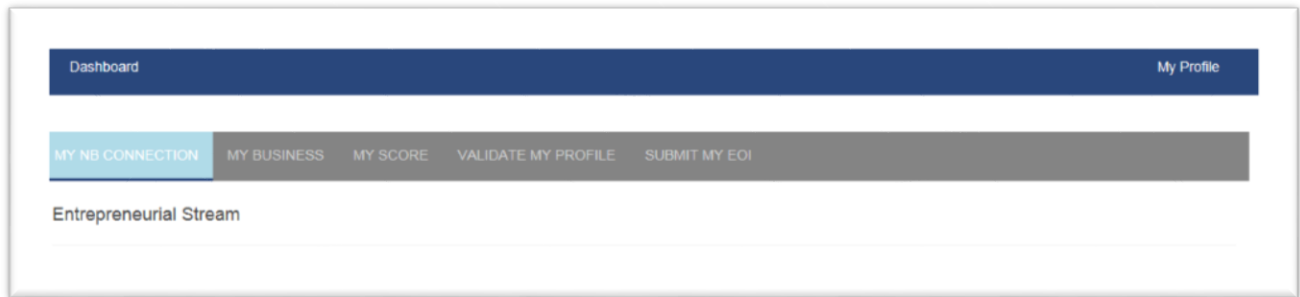 Dashboard My Profile
MY NB CONNECTION MY BUSINESS MY SCORE VALIDATE MY PROFILE SUBMIT MY EOI
Entrepreneurial Stream